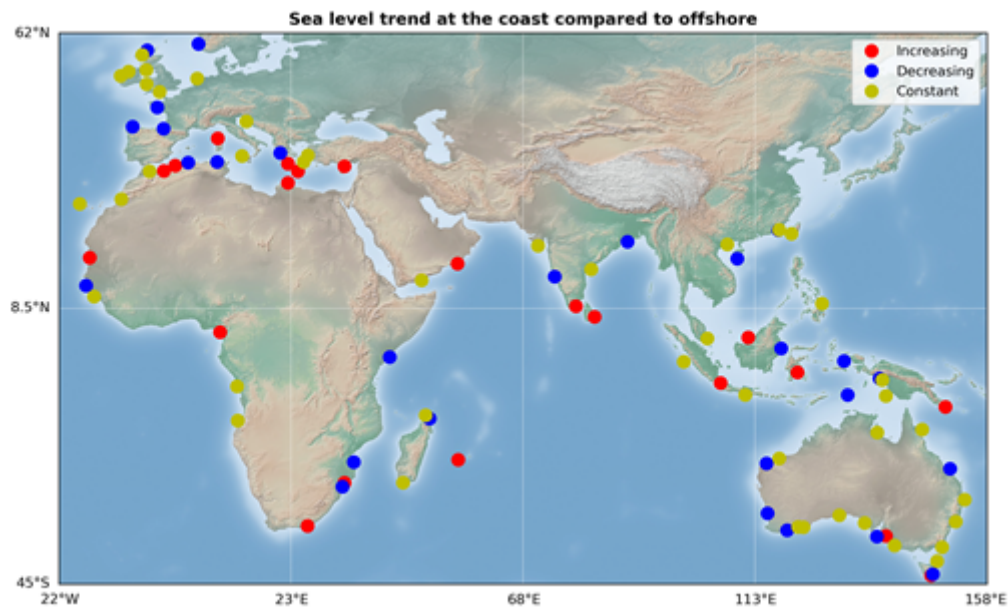 Sea level trend at the coast compared to offshore
62°N
Increasing
Decreasing
Constant
8.5°N
45°S
22°W
23°E
68°E
113°E
158°E